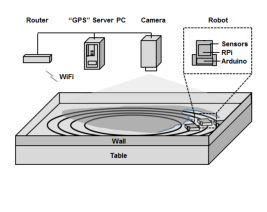 Router
“GPS” Server PC
Camera
Robot
Sensors
RPi
Arduino
WiFi
Wall
Table